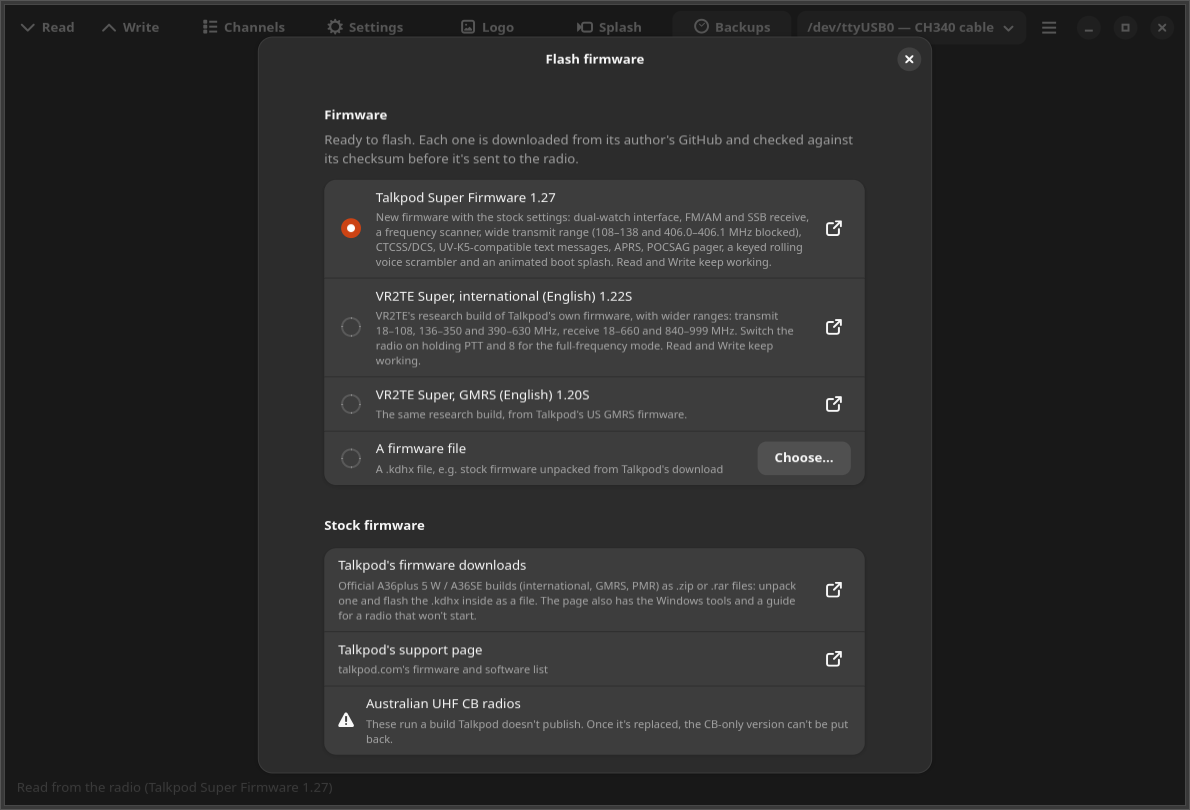 Read
Write
Channels
Settings
Logo
Splash
Backups
/dev/ttyUSB0 — CH340 cable
Flash firmware
Firmware
Ready to flash. Each one is downloaded from its author's GitHub and checked against
its checksum before it's sent to the radio.
Talkpod Super Firmware 1.27
New firmware with the stock settings: dual-watch interface, FM/AM and SSB receive,
a frequency scanner, wide transmit range (108–138 and 406.0–406.1 MHz blocked),
CTCSS/DCS, UV-K5-compatible text messages, APRS, POCSAG pager, a keyed rolling
voice scrambler and an animated boot splash. Read and Write keep working.
VR2TE Super, international (English) 1.22S
VR2TE's research build of Talkpod's own firmware, with wider ranges: transmit
18–108, 136–350 and 390–630 MHz, receive 18–660 and 840–999 MHz. Switch the
radio on holding PTT and 8 for the full-frequency mode. Read and Write keep
working.
VR2TE Super, GMRS (English) 1.20S
The same research build, from Talkpod's US GMRS firmware.
A firmware file
A .kdhx file, e.g. stock firmware unpacked from Talkpod's download
Choose...
Stock firmware
Talkpod's firmware downloads
Official A36plus 5 W / A36SE builds (international, GMRS, PMR) as .zip or .rar files: unpack
one and flash the .kdhx inside as a file. The page also has the Windows tools and a guide
for a radio that won't start.
Talkpod's support page
talkpod.com's firmware and software list
Australian UHF CB radios
These run a build Talkpod doesn't publish. Once it's replaced, the CB-only version can't be put
back.
Read from the radio (Talkpod Super Firmware 1.27)